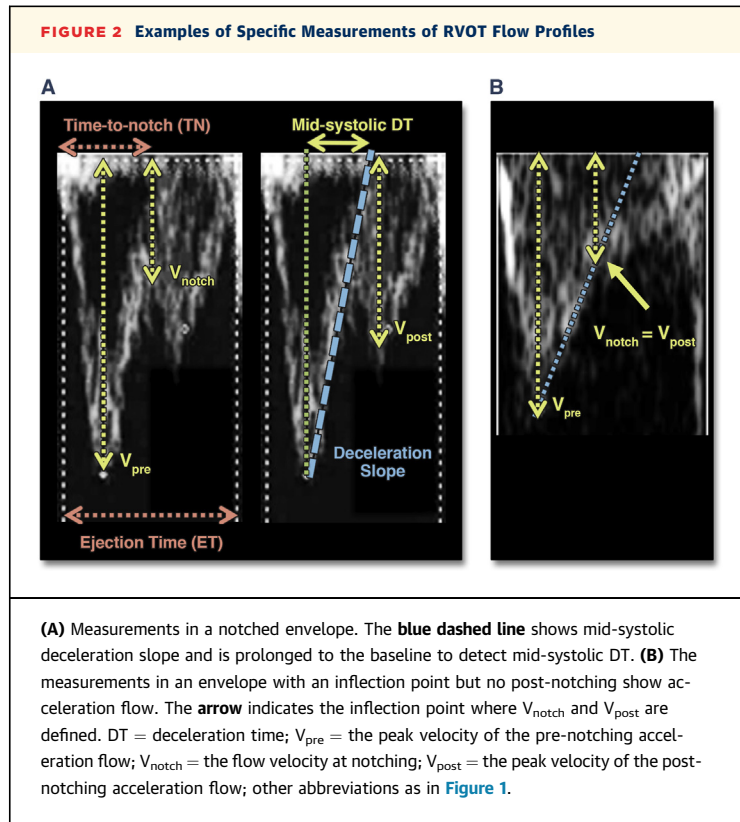 FIGURE 2 Examples of Specific Measurements of RVOT Flow Profiles
A
Time-to-notch (TN)
Mid-systolic DT
Vnotch
Vpre
Ejection Time (ET)
Vpost
Deceleration
Slope
B
Vnotch = Vpost
Vpre
(A) Measurements in a notched envelope. The blue dashed line shows mid-systolic
deceleration slope and is prolonged to the baseline to detect mid-systolic DT. (B) The
measurements in an envelope with an inflection point but no post-notching show ac-
celeration flow. The arrow indicates the inflection point where Vnotch and Vpost are
defined. DT = deceleration time; Vpre = the peak velocity of the pre-notching accel-
eration flow; Vnotch = the flow velocity at notching; Vpost = the peak velocity of the post-
notching acceleration flow; other abbreviations as in Figure 1.